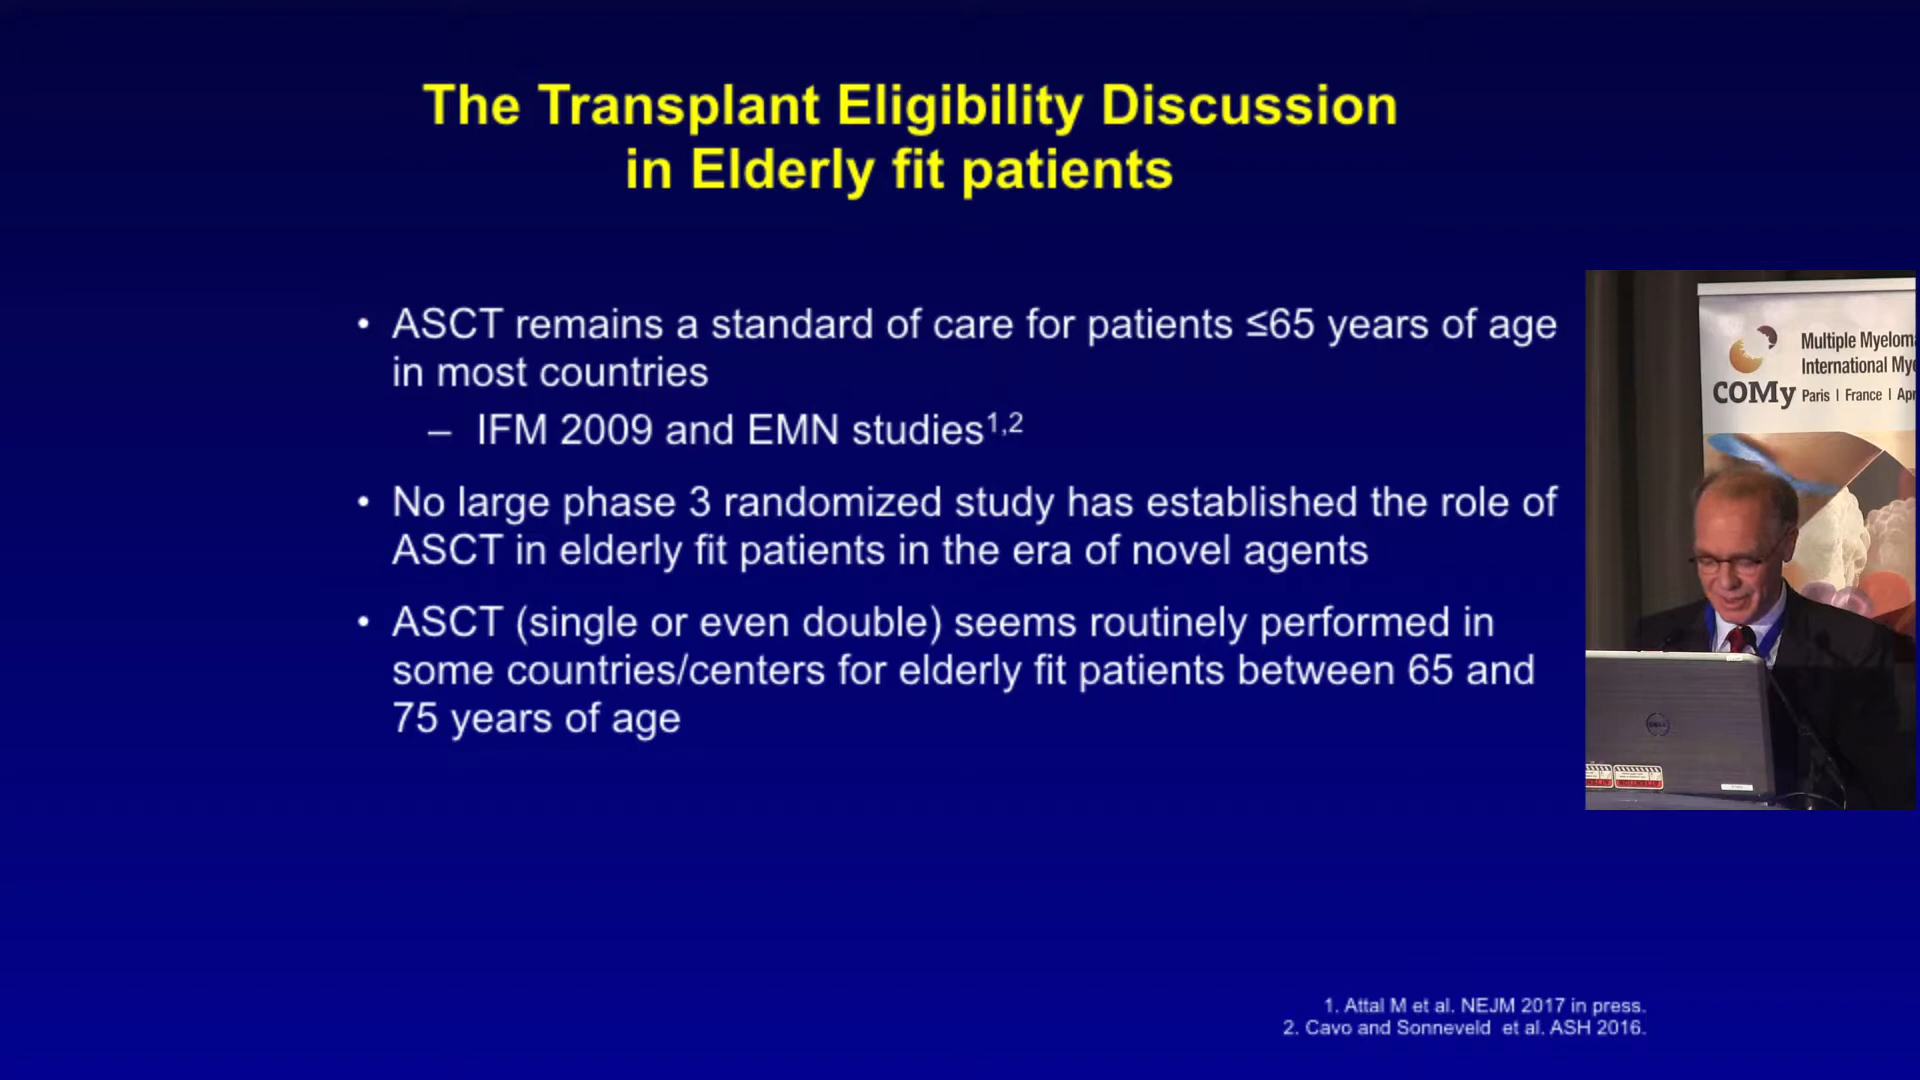 The Transplant Eligibility Discussion
in Elderly fit patients
• ASCT remains a standard of care for patients ≤65 years of age
in most countries
– IFM 2009 and EMN studies1,2
• No large phase 3 randomized study has established the role of
ASCT in elderly fit patients in the era of novel agents
• ASCT (single or even double) seems routinely performed in
some countries/centers for elderly fit patients between 65 and
75 years of age
1. Attal M et al. NEJM 2017 in press.
2. Cavo and Sonneveld et al. ASH 2016.
Multiple Myelom
International My
COMy Paris | France | Apr
DELL